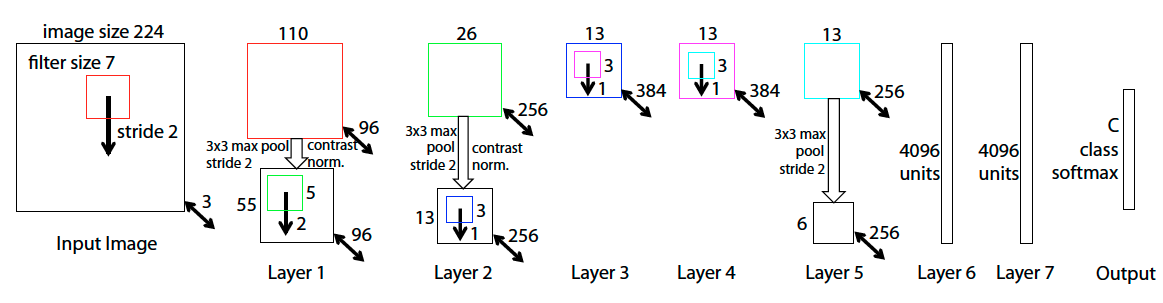 image size 224
filter size 7
stride 2
3
Input Image
110
96
3x3 max pool
stride 2
contrast
norm.
55
5
2
96
Layer 1
26
256
3x3 max
pool
stride 2
contrast
norm.
13
3
1
256
Layer 2
13
3
1
384
Layer 3
13
3
1
384
Layer 4
13
256
3x3 max
pool
stride 2
6
256
Layer 5
4096
units
Layer 6
4096
units
Layer 7
C
class
softmax
Output